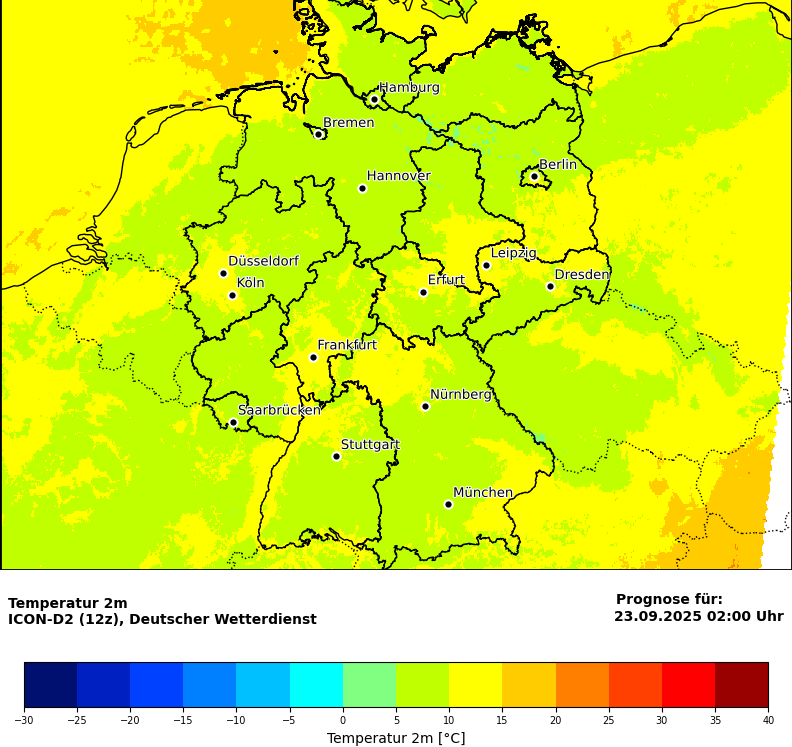 Hamburg
Bremen
Berlin
Hannover
Leipzig
Düsseldorf
Dresden
Köln
Erfurt
Frankfurt
Nürnberg
Saarbrücken
Stuttgart
München
Temperatur 2m
ICON-D2 (12z), Deutscher Wetterdienst
Prognose für:
23.09.2025 02:00 Uhr
−30 −25 −20 −15 −10 −5 0 5 10 15 20 25 30 35 40
Temperatur 2m [°C]